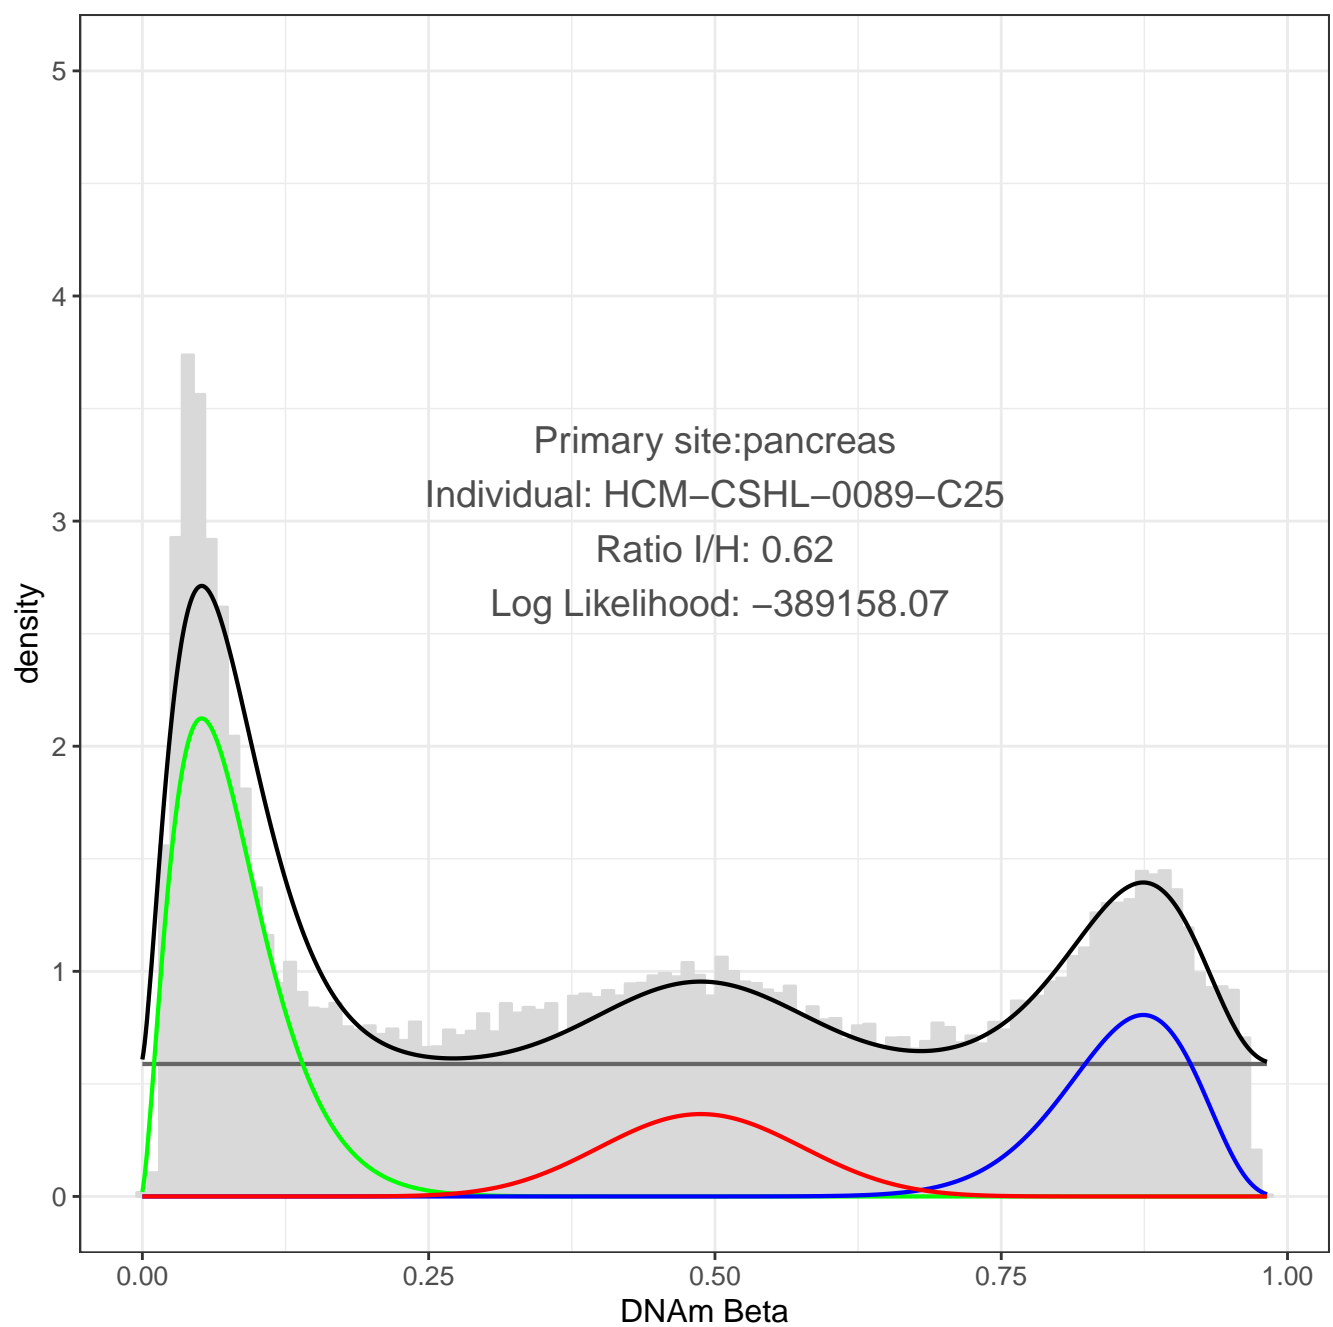 5
4
3
2
1
0
density
Primary site:pancreas
Individual: HCM−CSHL−0089−C25
Ratio I/H: 0.62
Log Likelihood: −389158.07
0.00 0.25 0.50 0.75 1.00
DNAm Beta